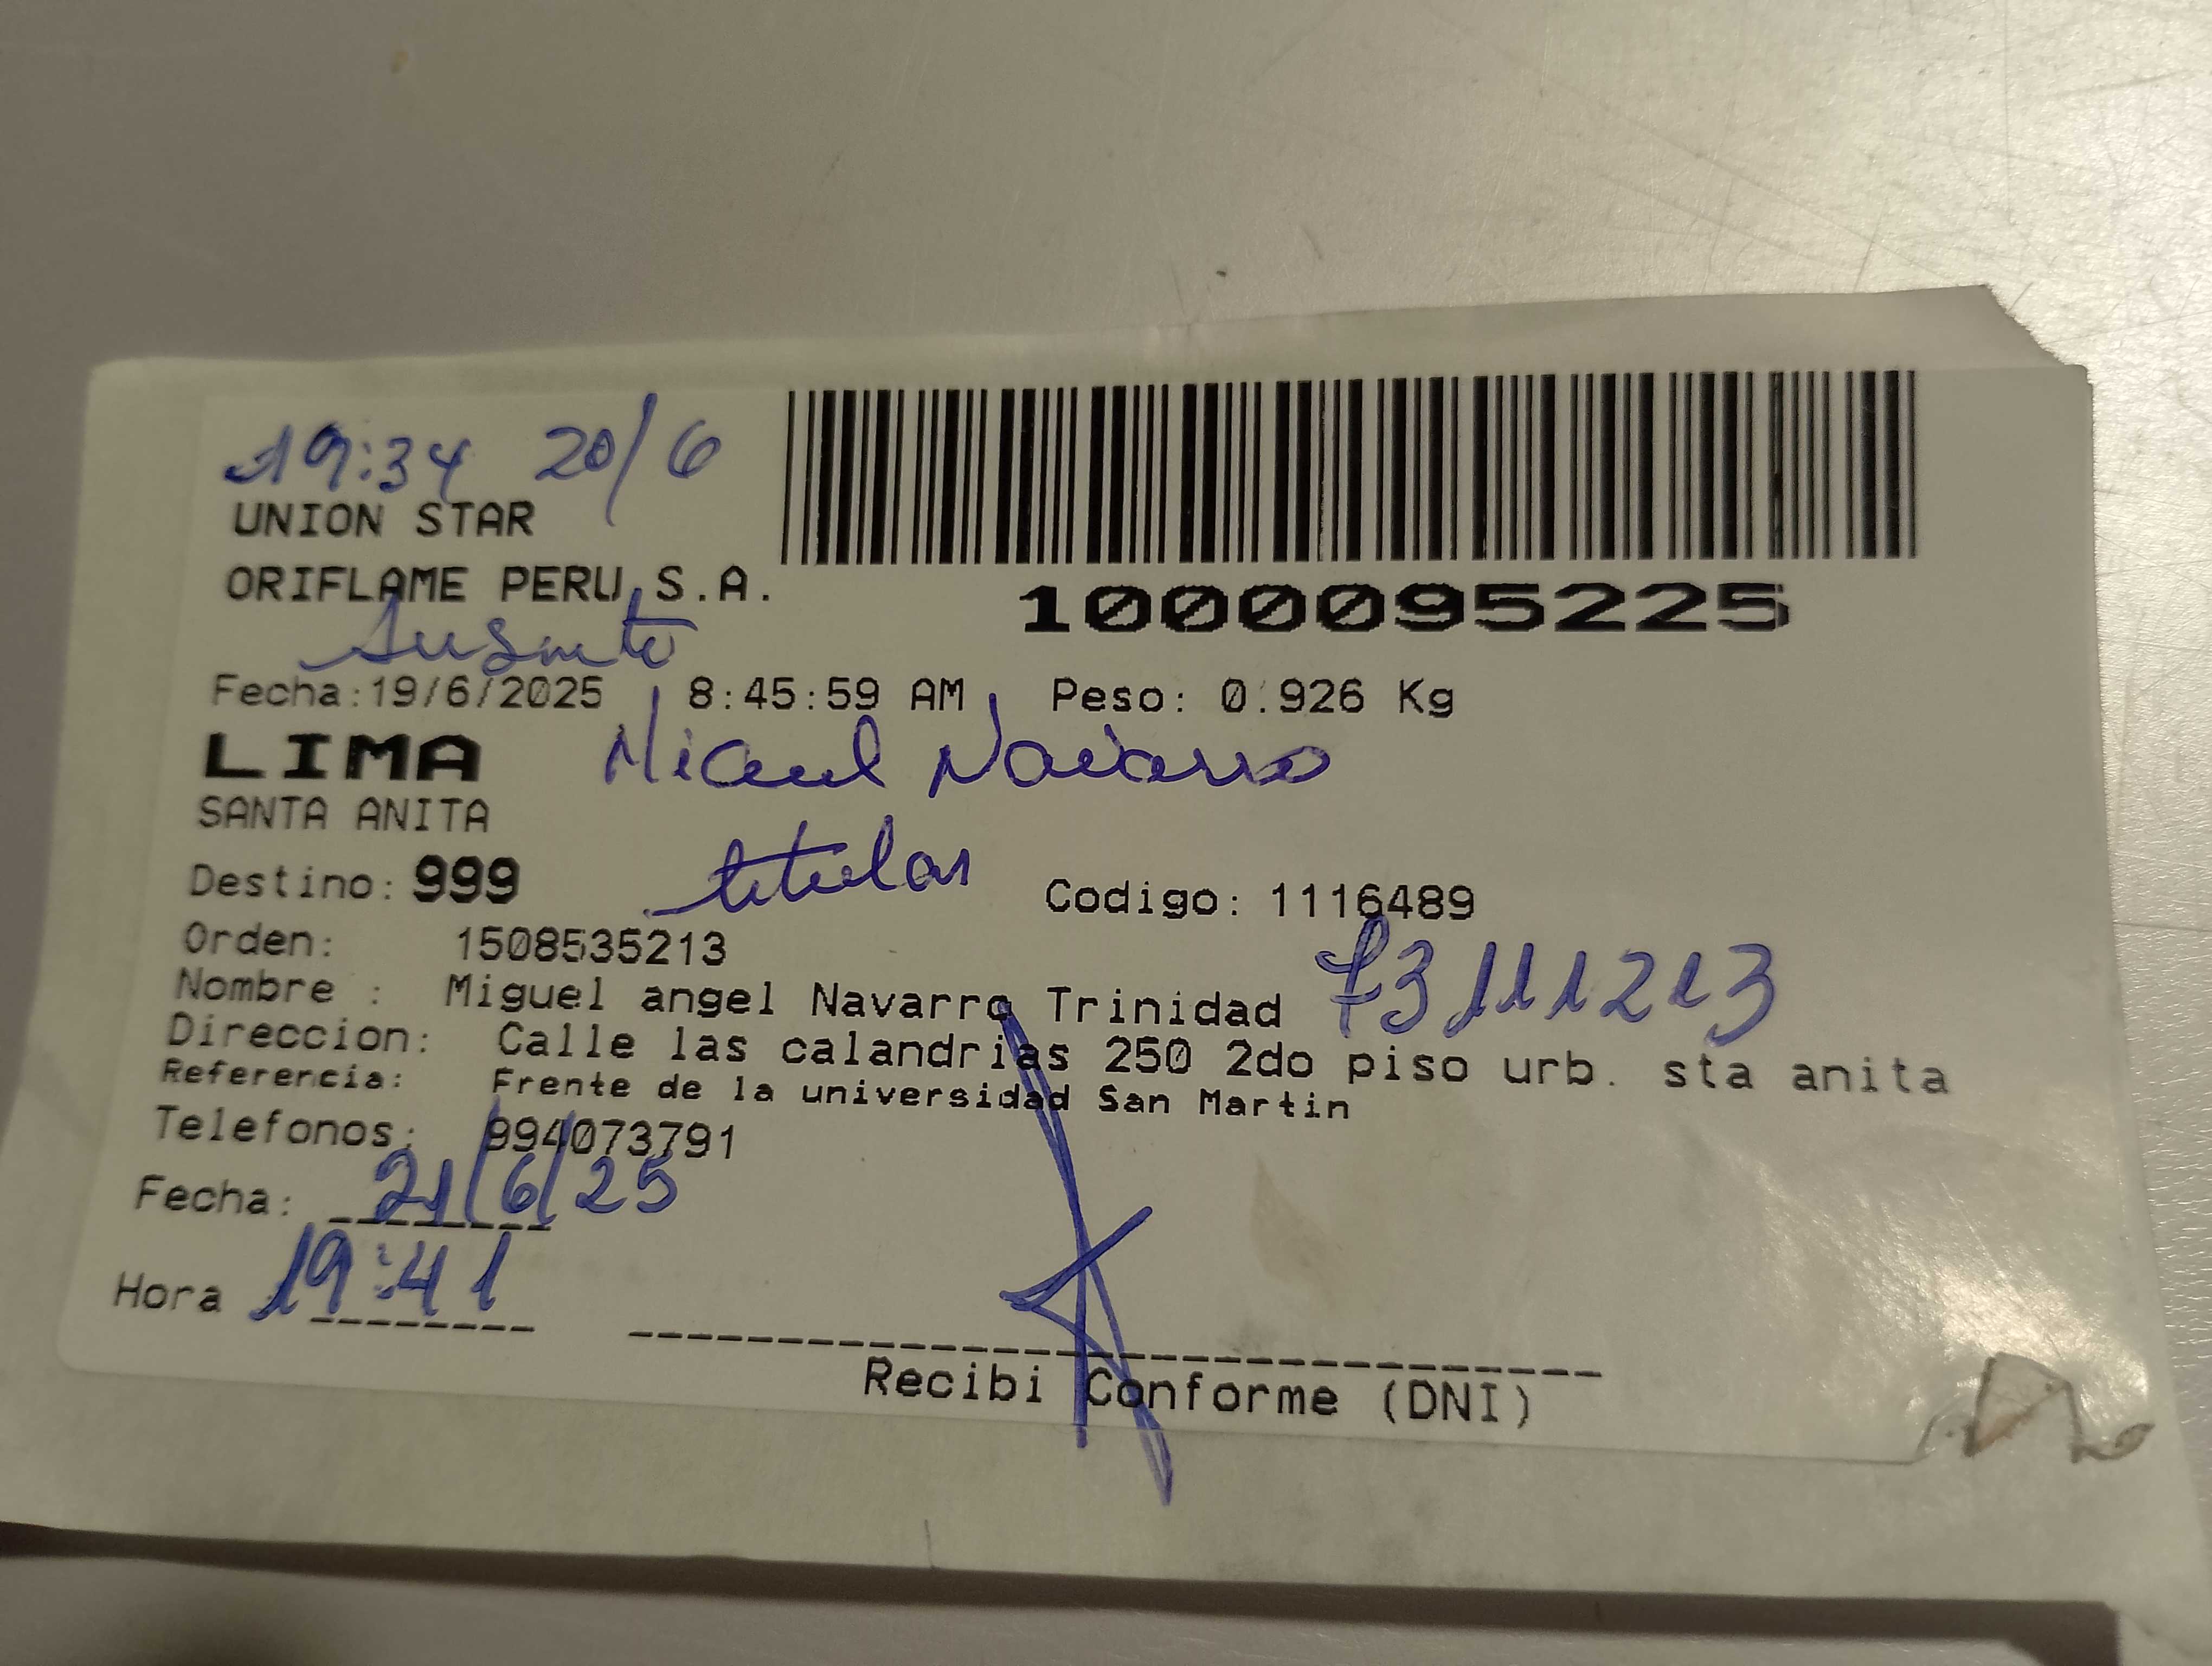 19:34 20/6
UNION STAR
ORIFLAME PERU S.A.
1000095225
Ausente
Fecha:19/6/2025 8:45:59 AM Peso: 0.926 Kg
LIMA
Miguel Navarro
SANTA ANITA
titular
Destino: 999
Codigo: 1116489
Orden: 1508535213
73111213
Nombre : Miguel angel Navarro Trinidad
Direccion: Calle las calandrias 250 2do piso urb. sta anita
Referencia: Frente de la universidad San Martin
Telefonos: 994073791
Fecha: 21/6/25
Hora 19:41
Recibi Conforme (DNI)